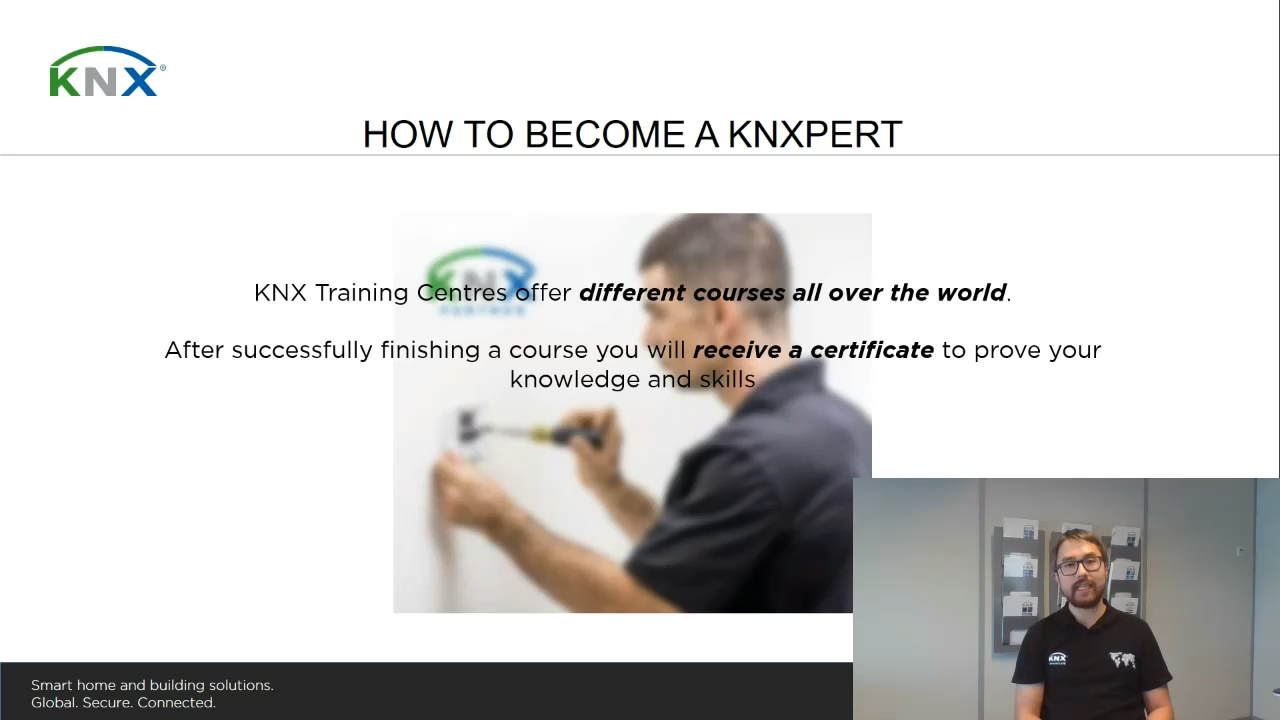 KNX®
HOW TO BECOME A KNXPERT
KNX
PARTNER
KNX Training Centres offer different courses all over the world.
After successfully finishing a course you will receive a certificate to prove your
knowledge and skills
KNX
Smart home and building solutions.
Global. Secure. Connected.